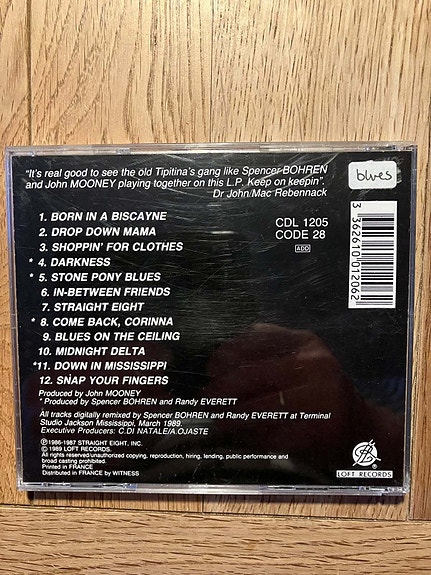 "It's real good to see the old Tipitina's gang like Spencer BOHREN
and John MOONEY playing together on this L.P. Keep on keepin".
Dr John/Mac Rebennack
blues
1. BORN IN A BISCAYNE
2. DROP DOWN MAMA
3. SHOPPIN' FOR CLOTHES
* 4. DARKNESS
* 5. STONE PONY BLUES
6. IN-BETWEEN FRIENDS
7. STRAIGHT EIGHT
* 8. COME BACK, CORINNA
9. BLUES ON THE CEILING
10. MIDNIGHT DELTA
*11. DOWN IN MISSISSIPPI
12. SNAP YOUR FINGERS
CDL 1205
CODE 28
ADD
3 362610 012062
Produced by John MOONEY
* Produced by Spencer BOHREN and Randy EVERETT
All tracks digitally remixed by Spencer BOHREN and Randy EVERETT at Terminal
Studio Jackson Mississippi, March 1989.
Executive Producers: C.DI NATALE/A.OJASTE
℗1986-1987 STRAIGHT EIGHT, INC.
© 1989 LOFT RECORDS.
All rights reserved/unauthorized copying, reproduction, hiring, lending, public performance and
broad casting prohibited.
Printed in FRANCE
Distributed in FRANCE by WITNESS
®
LOFT RECORDS